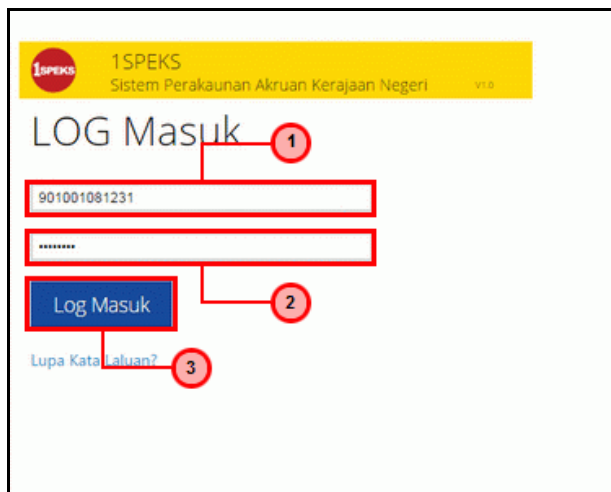 1SPEKS
1SPEKS
Sistem Perakaunan Akruan Kerajaan Negeri
V1.0
LOG Masuk
1
901001081231
••••••••
2
Log Masuk
Lupa Kata Laluan?
3